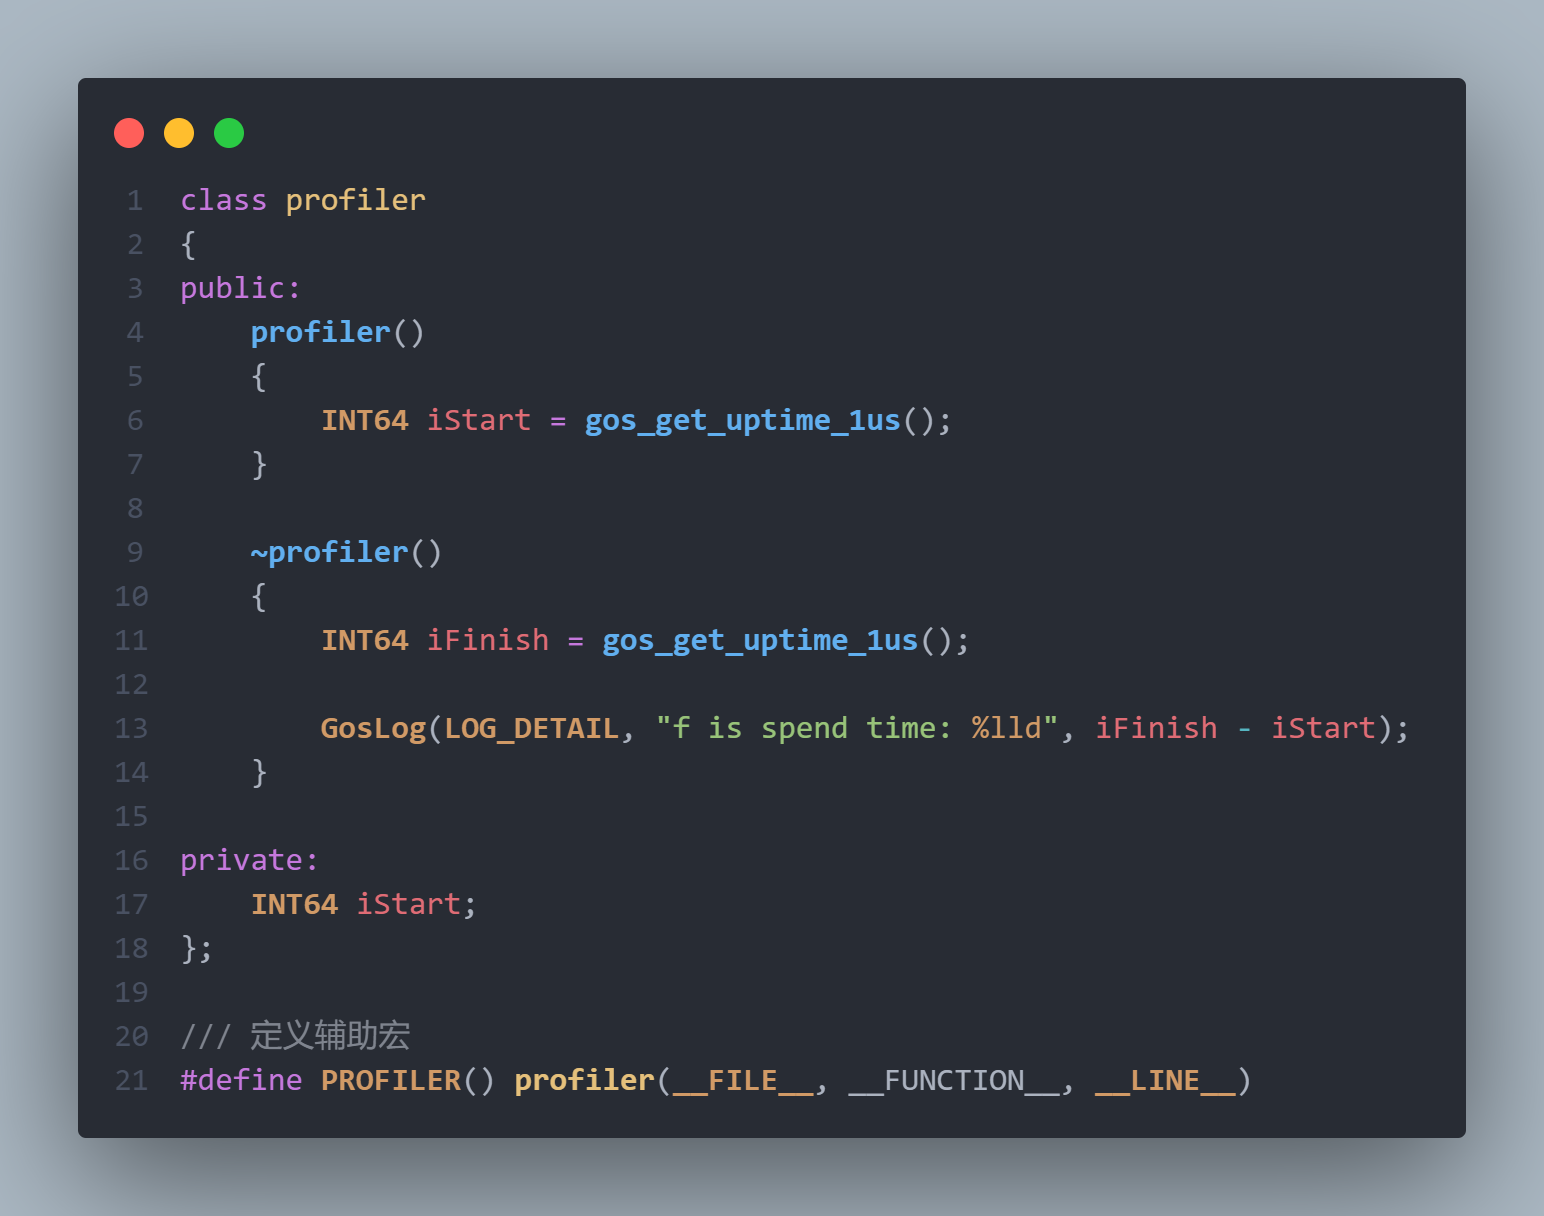 1 class profiler
2 {
3 public:
4     profiler()
5     {
6         INT64 iStart = gos_get_uptime_1us();
7     }
8
9     ~profiler()
10     {
11         INT64 iFinish = gos_get_uptime_1us();
12
13         GosLog(LOG_DETAIL, "f is spend time: %lld", iFinish - iStart);
14     }
15
16 private:
17     INT64 iStart;
18 };
19
20 /// 定义辅助宏
21 #define PROFILER() profiler(__FILE__, __FUNCTION__, __LINE__)